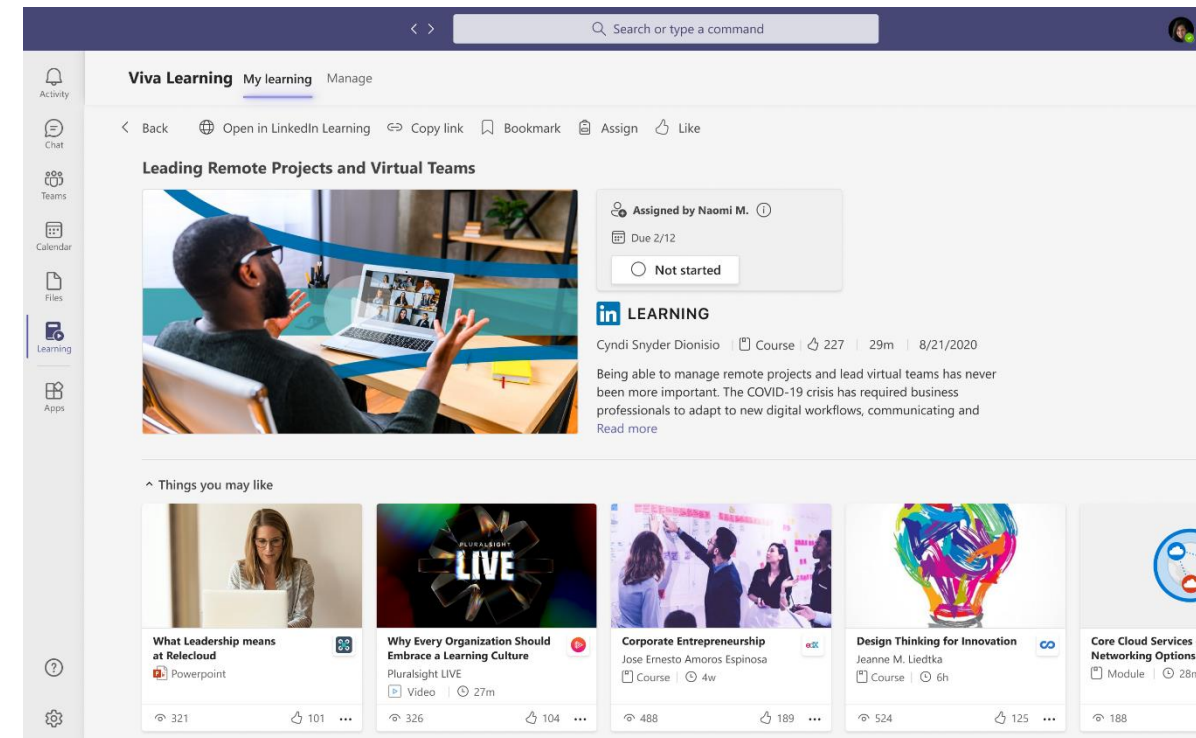 Search or type a command
Activity
Chat
Teams
Calendar
Files
Learning
Apps
Viva Learning My learning Manage
Back Open in LinkedIn Learning Copy link Bookmark Assign Like
Leading Remote Projects and Virtual Teams
Assigned by Naomi M.
Due 2/12
Not started
in LEARNING
Cyndi Snyder Dionisio Course 227 29m 8/21/2020
Being able to manage remote projects and lead virtual teams has never
been more important. The COVID-19 crisis has required business
professionals to adapt to new digital workflows, communicating and
Read more
Things you may like
What Leadership means
at Relecloud
Powerpoint
321 101
PLURALSIGHT
LIVE
Why Every Organization Should
Embrace a Learning Culture
Pluralsight LIVE
Video 27m
326 104
Corporate Entrepreneurship
edX
Jose Ernesto Amoros Espinosa
Course 4w
488 189
Design Thinking for Innovation
Jeanne M. Liedtka
Course 6h
524 125
Core Cloud Services
Networking Options
Module 28m
188